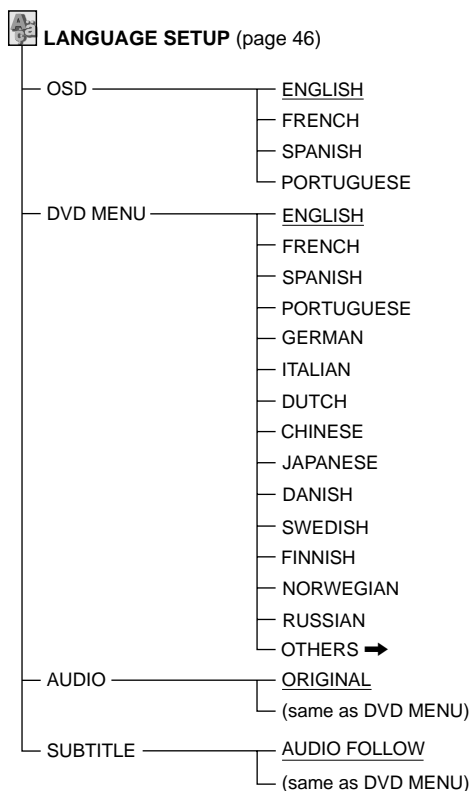 LANGUAGE SETUP (page 46)
OSD
ENGLISH
FRENCH
SPANISH
PORTUGUESE
DVD MENU
ENGLISH
FRENCH
SPANISH
PORTUGUESE
GERMAN
ITALIAN
DUTCH
CHINESE
JAPANESE
DANISH
SWEDISH
FINNISH
NORWEGIAN
RUSSIAN
OTHERS ➡
AUDIO
ORIGINAL
(same as DVD MENU)
SUBTITLE
AUDIO FOLLOW
(same as DVD MENU)